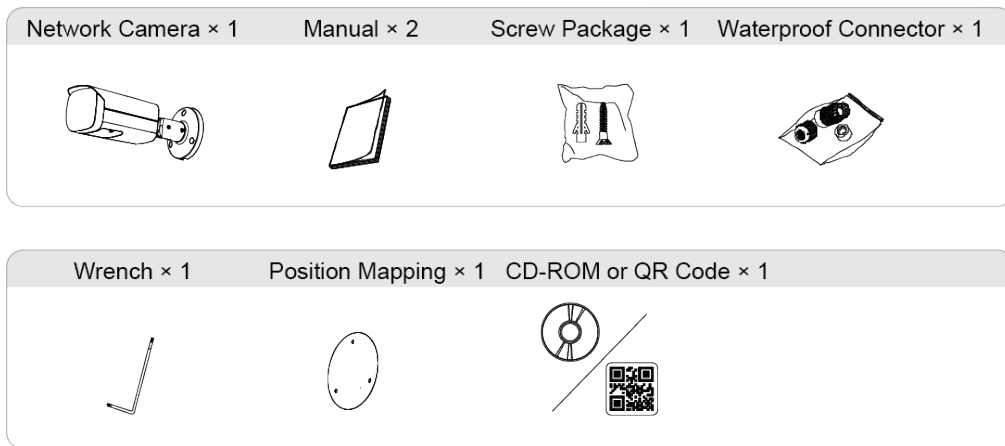 Network Camera × 1 Manual × 2 Screw Package × 1 Waterproof Connector × 1
Wrench × 1 Position Mapping × 1 CD-ROM or QR Code × 1